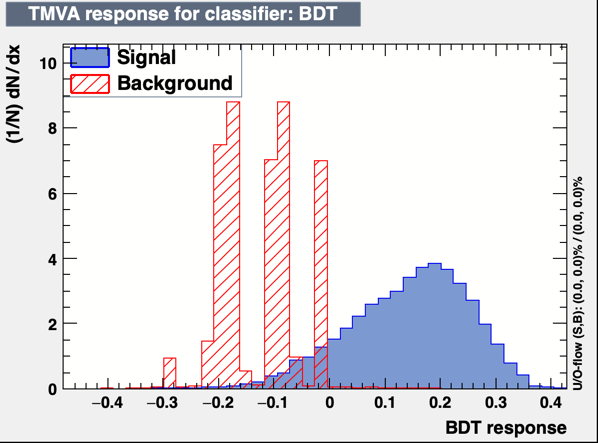 TMVA response for classifier: BDT
(1/N) dN/dx
Signal
Background
10
8
6
4
2
0
−0.4 −0.3 −0.2 −0.1 0 0.1 0.2 0.3 0.4
BDT response
U/O-flow (S,B): (0.0, 0.0)% / (0.0, 0.0)%